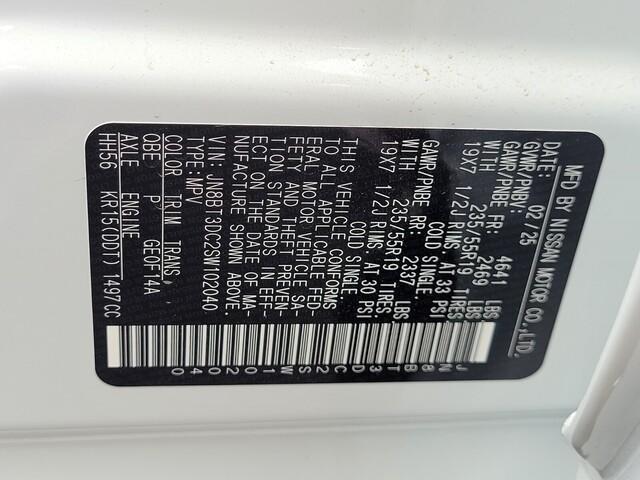 MFD BY NISSAN MOTOR CO.,LTD.
DATE: 02/25
GVWR/PNBV: 4641 LBS
GAWR/PNBE FR: 2469 LBS
WITH 235/55R19 TIRES
19X7 1/2J RIMS, AT 33 PSI
COLD SINGLE.
GAWR/PNBE RR: 2337 LBS
WITH 235/55R19 TIRES
19X7 1/2J RIMS, AT 30 PSI
COLD SINGLE.
THIS VEHICLE CONFORMS
TO ALL APPLICABLE FED-
ERAL MOTOR VEHICLE SA-
FETY AND THEFT PREVEN-
TION STANDARDS IN EFF-
ECT ON THE DATE OF MA-
NUFACTURE SHOWN ABOVE.
VIN: JN8BT3DC2SW102040
TYPE: MPV
COLOR TRIM TRANS.
QBE P GE0F14A
AXLE ENGINE
HH56 KR15(DDT) 1497CC
JN8BT3DC2SW102040